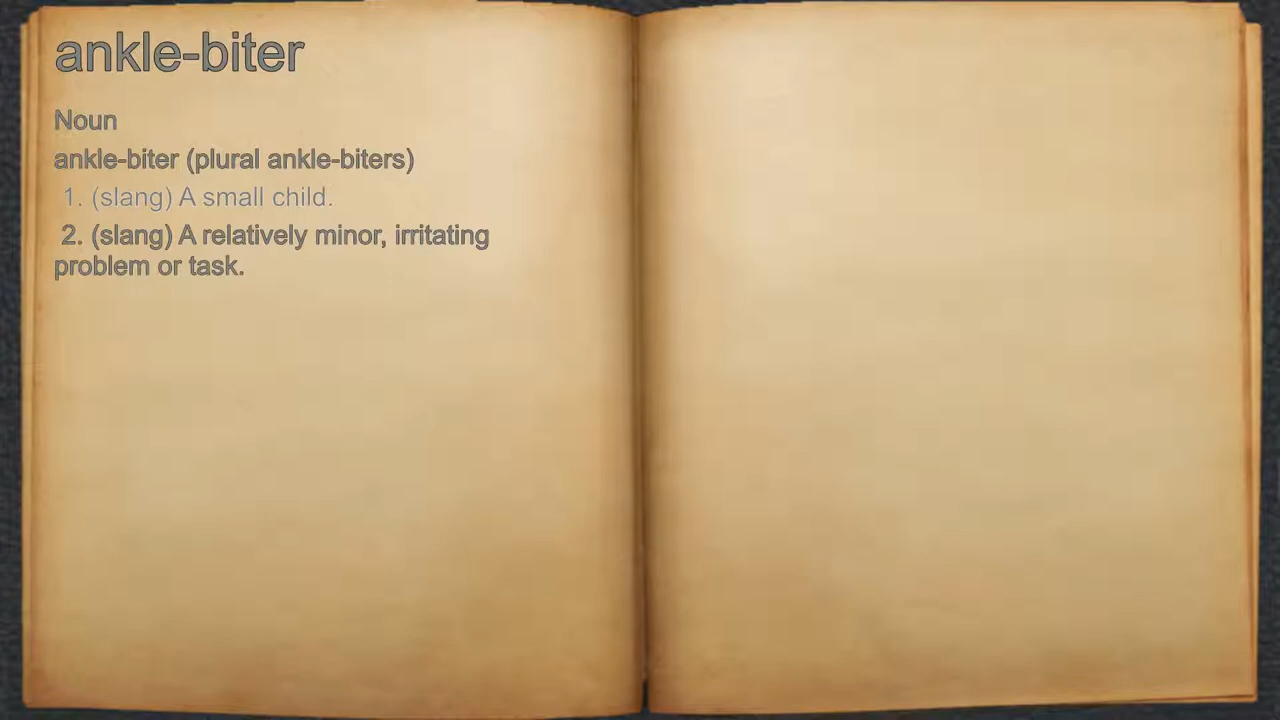 ankle-biter
Noun
ankle-biter (plural ankle-biters)
1. (slang) A small child.
2. (slang) A relatively minor, irritating
problem or task.